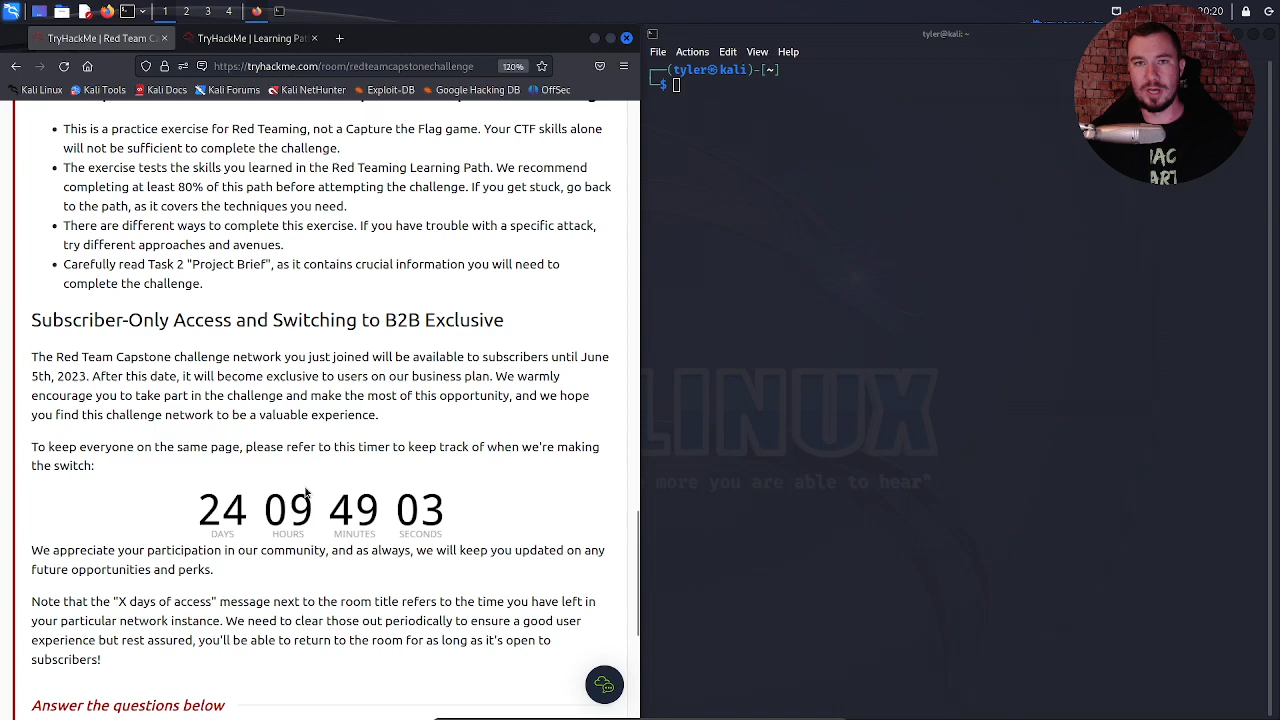 1 2 3 4
20:20
TryHackMe | Red Team Ca
TryHackMe | Learning Pat
https://tryhackme.com/room/redteamcapstonechallenge
Kali Linux
Kali Tools
Kali Docs
Kali Forums
Kali NetHunter
Exploit-DB
Google Hacking DB
OffSec
This is a practice exercise for Red Teaming, not a Capture the Flag game. Your CTF skills alone
will not be sufficient to complete the challenge.
The exercise tests the skills you learned in the Red Teaming Learning Path. We recommend
completing at least 80% of this path before attempting the challenge. If you get stuck, go back
to the path, as it covers the techniques you need.
There are different ways to complete this exercise. If you have trouble with a specific attack,
try different approaches and avenues.
Carefully read Task 2 "Project Brief", as it contains crucial information you will need to
complete the challenge.
Subscriber-Only Access and Switching to B2B Exclusive
The Red Team Capstone challenge network you just joined will be available to subscribers until June
5th, 2023. After this date, it will become exclusive to users on our business plan. We warmly
encourage you to take part in the challenge and make the most of this opportunity, and we hope
you find this challenge network to be a valuable experience.
To keep everyone on the same page, please refer to this timer to keep track of when we're making
the switch:
24 09 49 03
DAYS HOURS MINUTES SECONDS
We appreciate your participation in our community, and as always, we will keep you updated on any
future opportunities and perks.
Note that the "X days of access" message next to the room title refers to the time you have left in
your particular network instance. We need to clear those out periodically to ensure a good user
experience but rest assured, you'll be able to return to the room for as long as it's open to
subscribers!
Answer the questions below
tyler@kali: ~
File Actions Edit View Help
┌──(tyler㉿kali)-[~]
└─$
LINUX
more you are able to hear"